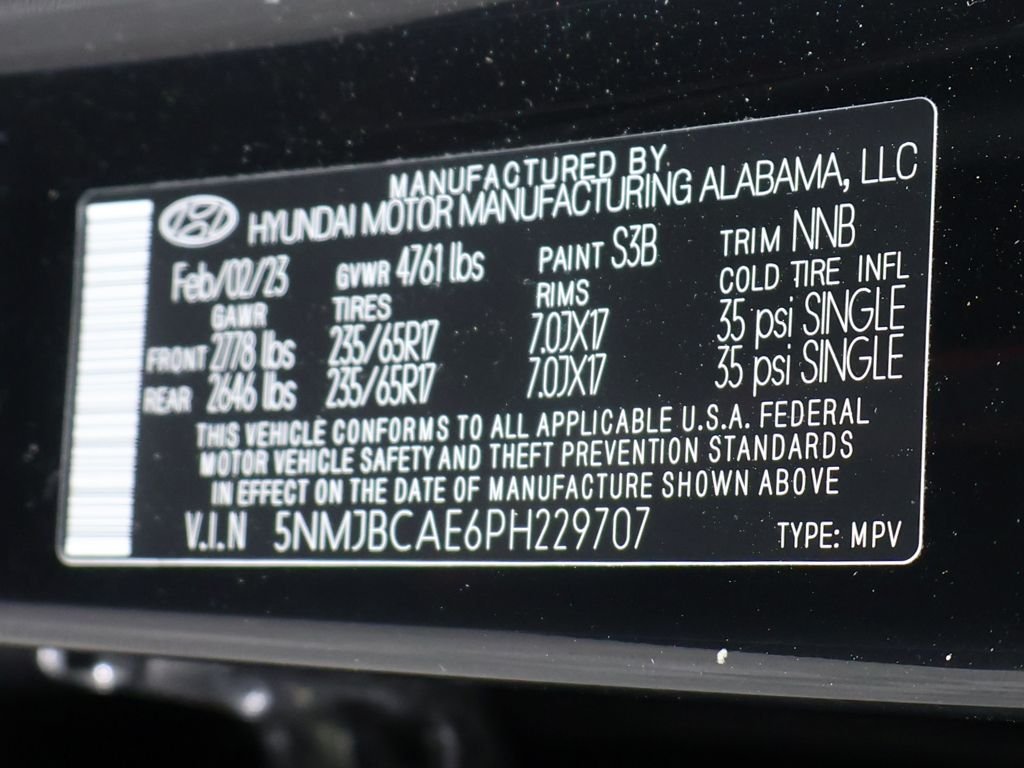 MANUFACTURED BY
HYUNDAI MOTOR MANUFACTURING ALABAMA, LLC
Feb/02/23 GVWR 4761 lbs PAINT S3B TRIM NNB
GAWR TIRES RIMS COLD TIRE INFL
FRONT 2778 lbs 235/65R17 7.0JX17 35 psi SINGLE
REAR 2646 lbs 235/65R17 7.0JX17 35 psi SINGLE
THIS VEHICLE CONFORMS TO ALL APPLICABLE U.S.A. FEDERAL
MOTOR VEHICLE SAFETY AND THEFT PREVENTION STANDARDS
IN EFFECT ON THE DATE OF MANUFACTURE SHOWN ABOVE
V.I.N 5NMJBCAE6PH229707 TYPE: MPV